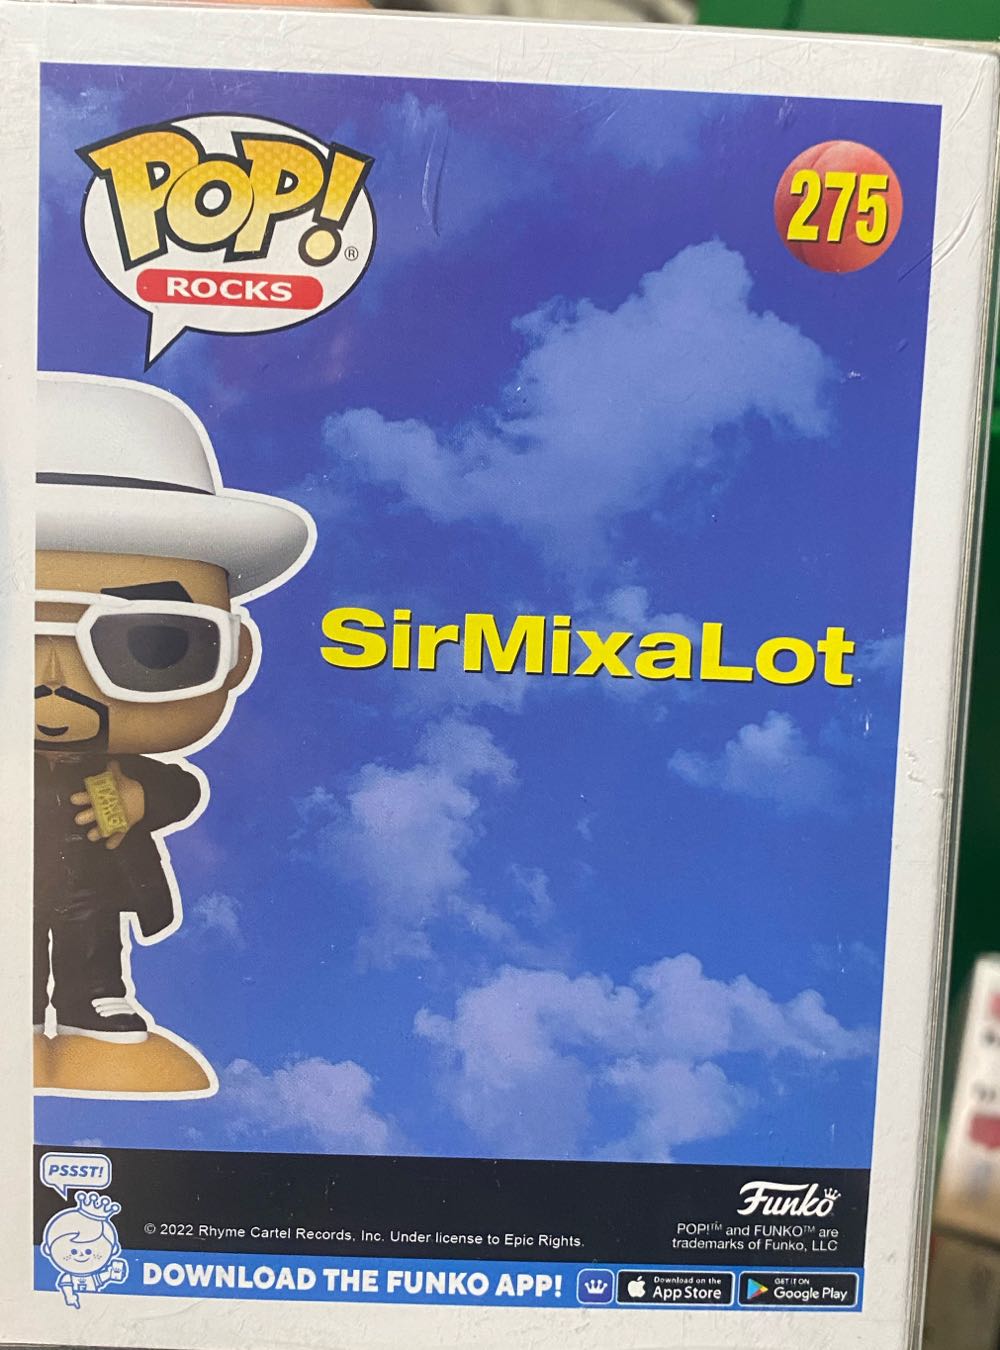 POP!®
ROCKS
275
SirMixaLot
PSSST!
© 2022 Rhyme Cartel Records, Inc. Under license to Epic Rights.
Funko
POP!™ and FUNKO™ are
trademarks of Funko, LLC
DOWNLOAD THE FUNKO APP!
Download on the
App Store
GET IT ON
Google Play